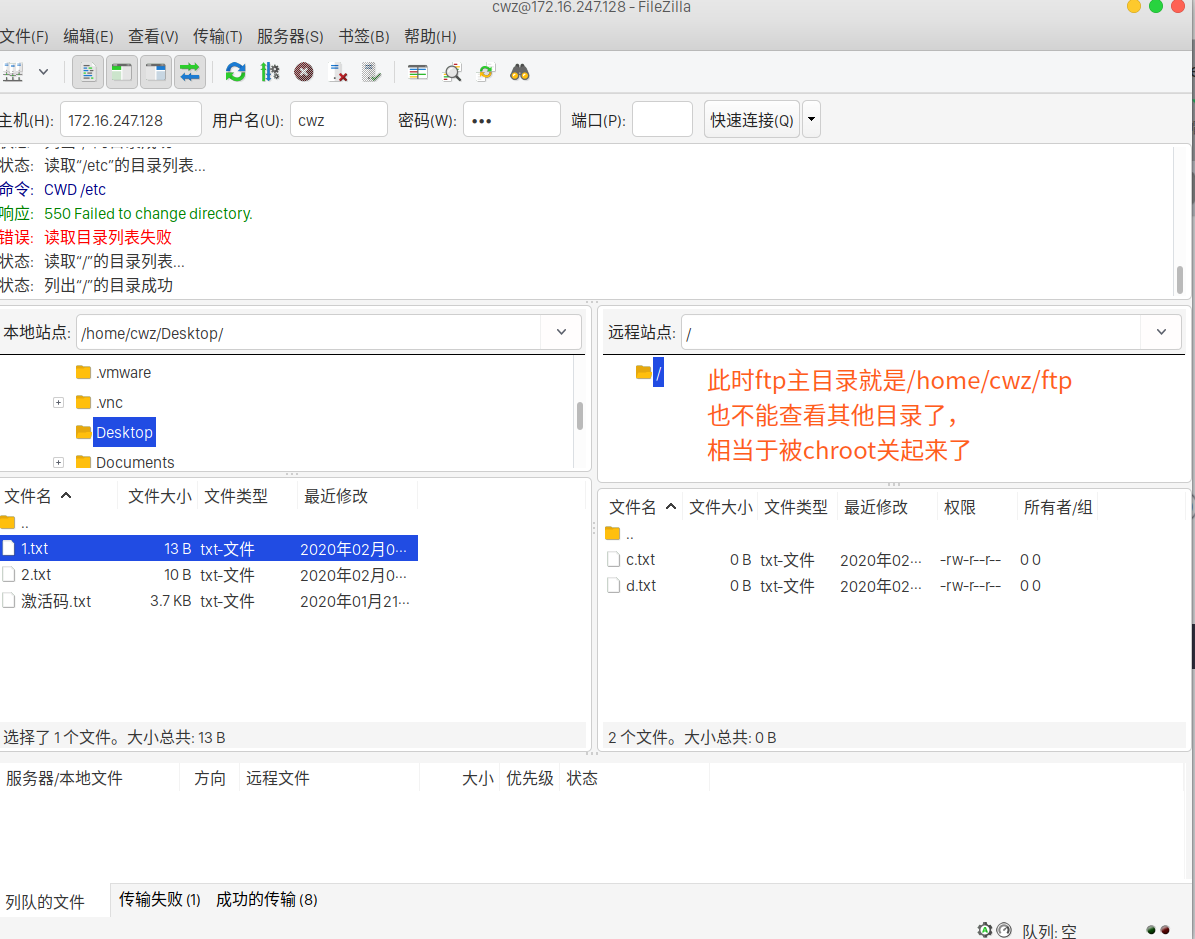 cwz@172.16.247.128 - FileZilla
文件(F) 编辑(E) 查看(V) 传输(T) 服务器(S) 书签(B) 帮助(H)
主机(H): 172.16.247.128 用户名(U): cwz 密码(W): ••• 端口(P): 快速连接(Q)
状态: 读取“/etc”的目录列表...
命令: CWD /etc
响应: 550 Failed to change directory.
错误: 读取目录列表失败
状态: 读取“/”的目录列表...
状态: 列出“/”的目录成功
本地站点: /home/cwz/Desktop/
.vmware
.vnc
Desktop
Documents
文件名 文件大小 文件类型 最近修改
..
1.txt 13 B txt-文件 2020年02月0...
2.txt 10 B txt-文件 2020年02月0...
激活码.txt 3.7 KB txt-文件 2020年01月21...
选择了 1 个文件。大小总共: 13 B
远程站点: /
/
此时ftp主目录就是/home/cwz/ftp
也不能查看其他目录了，
相当于被chroot关起来了
文件名 文件大小 文件类型 最近修改 权限 所有者/组
..
c.txt 0 B txt-文件 2020年02... -rw-r--r-- 0 0
d.txt 0 B txt-文件 2020年02... -rw-r--r-- 0 0
2 个文件。大小总共: 0 B
服务器/本地文件 方向 远程文件 大小 优先级 状态
列队的文件 传输失败 (1) 成功的传输 (8)
队列: 空